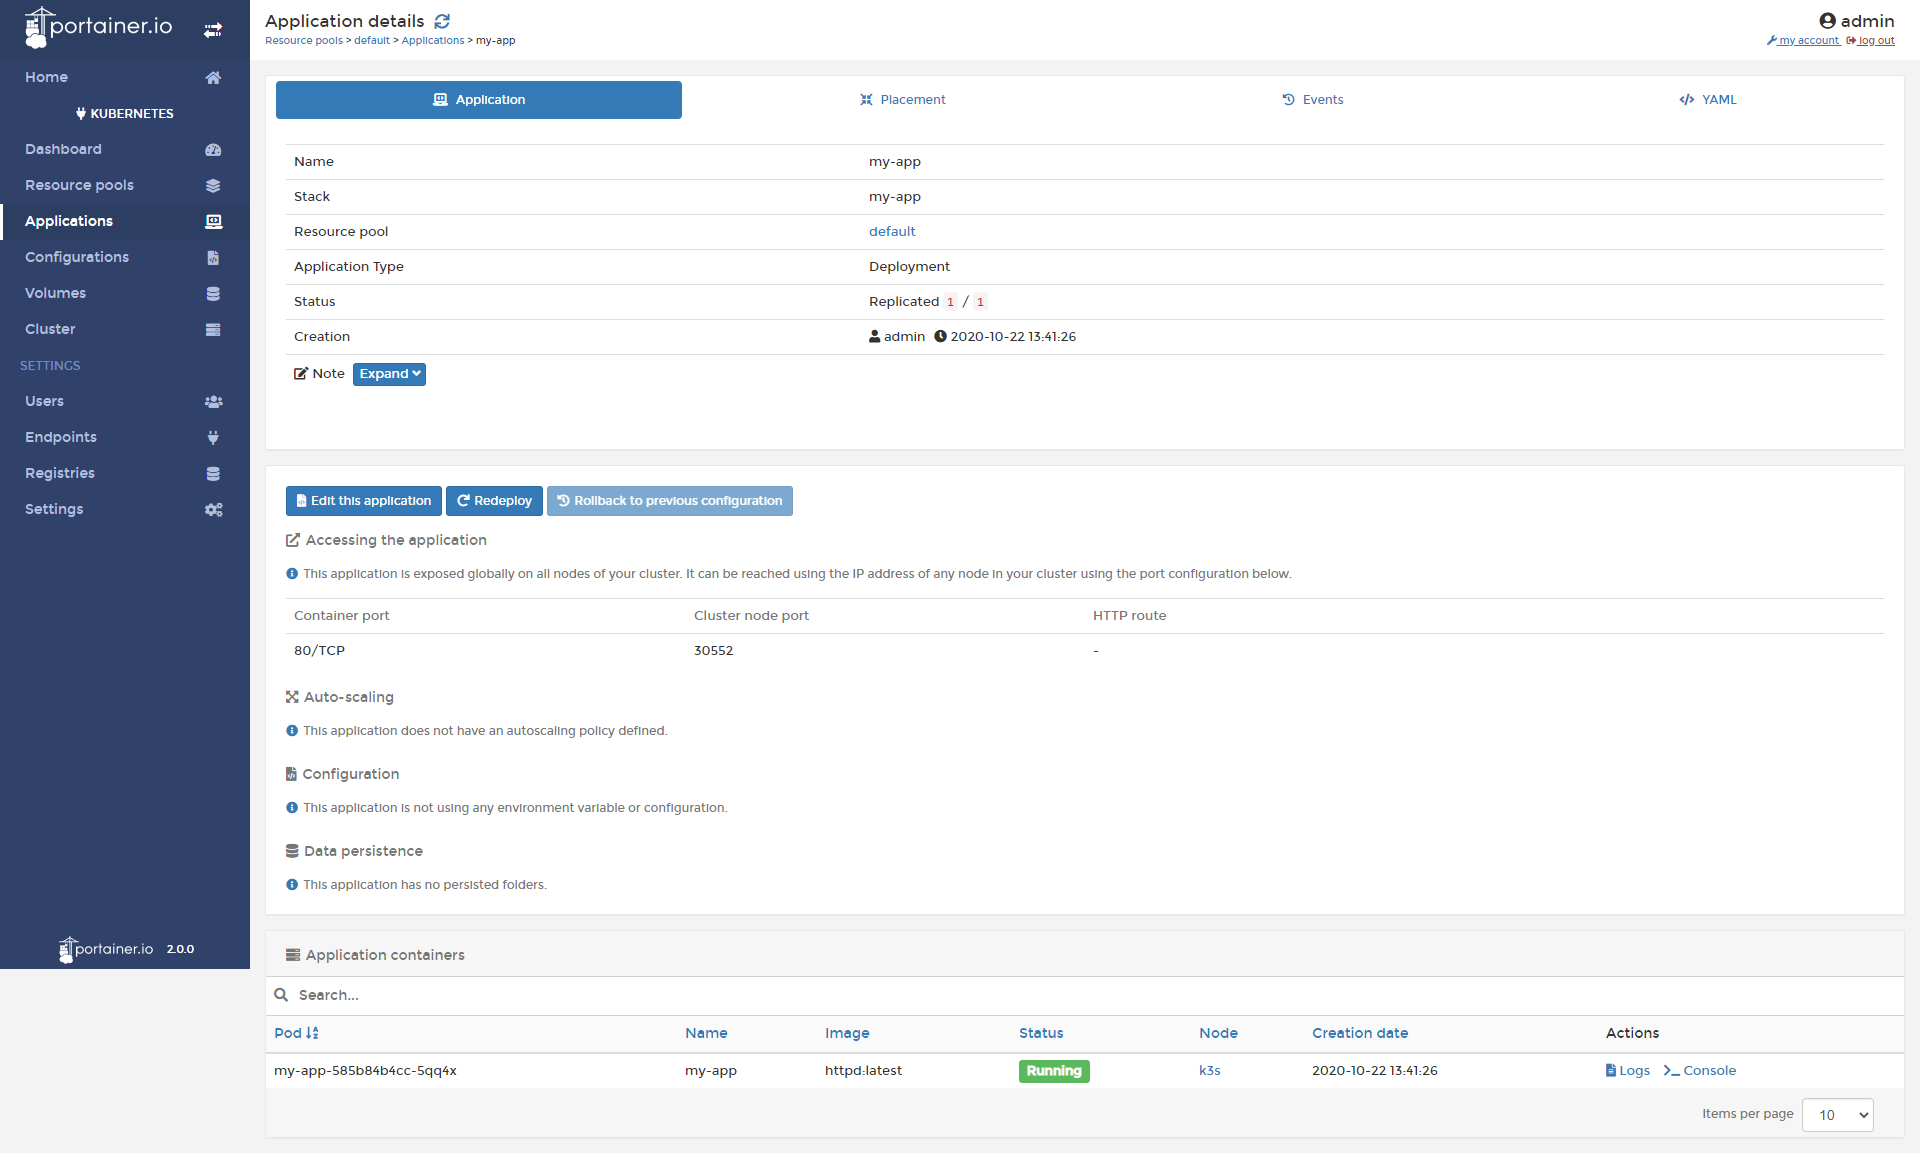 portainer.io
Home
KUBERNETES
Dashboard
Resource pools
Applications
Configurations
Volumes
Cluster
SETTINGS
Users
Endpoints
Registries
Settings
portainer.io 2.0.0
Application details
Resource pools > default > Applications > my-app
admin
my account log out
Application Placement Events YAML
Name my-app
Stack my-app
Resource pool default
Application Type Deployment
Status Replicated 1 / 1
Creation admin 2020-10-22 13:41:26
Note Expand
Edit this application Redeploy Rollback to previous configuration
Accessing the application
This application is exposed globally on all nodes of your cluster. It can be reached using the IP address of any node in your cluster using the port configuration below.
Container port Cluster node port HTTP route
80/TCP 30552 -
Auto-scaling
This application does not have an autoscaling policy defined.
Configuration
This application is not using any environment variable or configuration.
Data persistence
This application has no persisted folders.
Application containers
Search...
Pod Name Image Status Node Creation date Actions
my-app-585b84b4cc-5qq4x my-app httpd:latest Running k3s 2020-10-22 13:41:26 Logs Console
Items per page 10